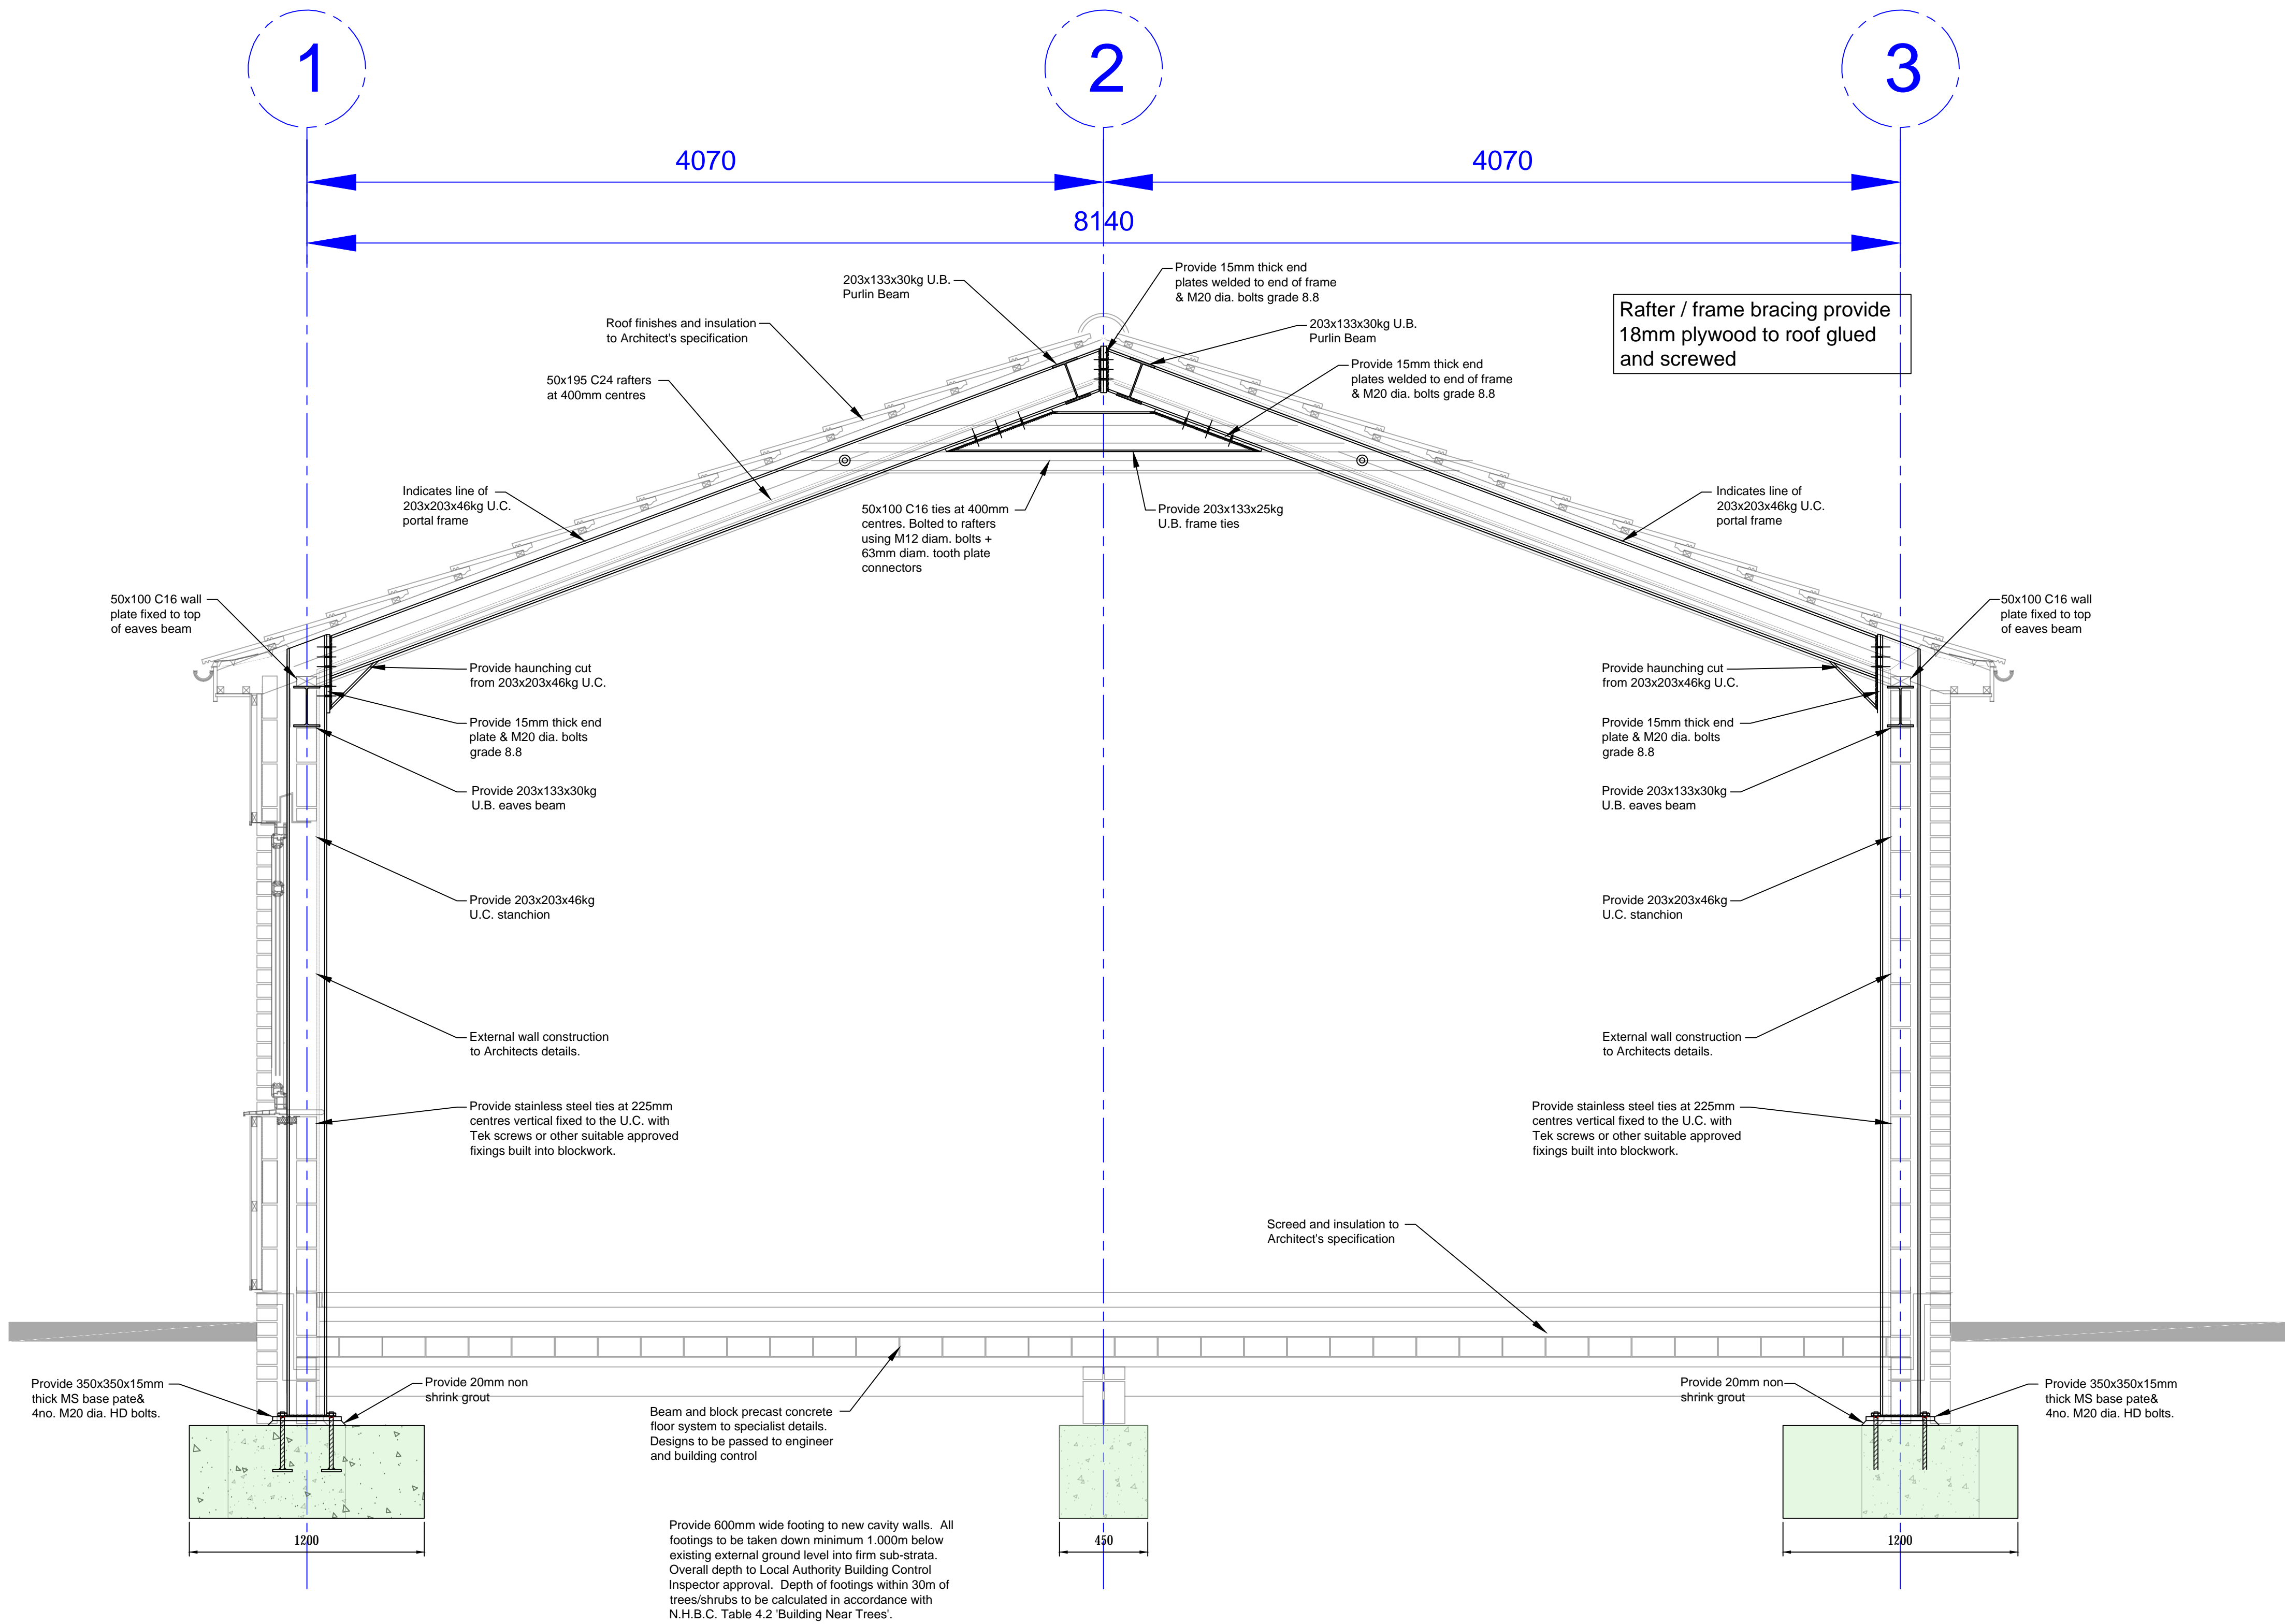 1
2
3
4070
4070
8140
203x133x30kg U.B.
Purlin Beam
Provide 15mm thick end
plates welded to end of frame
& M20 dia. bolts grade 8.8
Rafter / frame bracing provide
18mm plywood to roof glued
and screwed
Roof finishes and insulation
to Architect's specification
203x133x30kg U.B.
Purlin Beam
50x195 C24 rafters
at 400mm centres
Provide 15mm thick end
plates welded to end of frame
& M20 dia. bolts grade 8.8
Indicates line of
203x203x46kg U.C.
portal frame
50x100 C16 ties at 400mm
centres. Bolted to rafters
using M12 diam. bolts +
63mm diam. tooth plate
connectors
Provide 203x133x25kg
U.B. frame ties
Indicates line of
203x203x46kg U.C.
portal frame
50x100 C16 wall
plate fixed to top
of eaves beam
50x100 C16 wall
plate fixed to top
of eaves beam
Provide haunching cut
from 203x203x46kg U.C.
Provide haunching cut
from 203x203x46kg U.C.
Provide 15mm thick end
plate & M20 dia. bolts
grade 8.8
Provide 15mm thick end
plate & M20 dia. bolts
grade 8.8
Provide 203x133x30kg
U.B. eaves beam
Provide 203x133x30kg
U.B. eaves beam
Provide 203x203x46kg
U.C. stanchion
Provide 203x203x46kg
U.C. stanchion
External wall construction
to Architects details.
External wall construction
to Architects details.
Provide stainless steel ties at 225mm
centres vertical fixed to the U.C. with
Tek screws or other suitable approved
fixings built into blockwork.
Provide stainless steel ties at 225mm
centres vertical fixed to the U.C. with
Tek screws or other suitable approved
fixings built into blockwork.
Screed and insulation to
Architect's specification
Provide 350x350x15mm
thick MS base pate&
4no. M20 dia. HD bolts.
Provide 20mm non
shrink grout
Beam and block precast concrete
floor system to specialist details.
Designs to be passed to engineer
and building control
Provide 20mm non
shrink grout
Provide 350x350x15mm
thick MS base pate&
4no. M20 dia. HD bolts.
1200
450
1200
Provide 600mm wide footing to new cavity walls. All
footings to be taken down minimum 1.000m below
existing external ground level into firm sub-strata.
Overall depth to Local Authority Building Control
Inspector approval. Depth of footings within 30m of
trees/shrubs to be calculated in accordance with
N.H.B.C. Table 4.2 'Building Near Trees'.